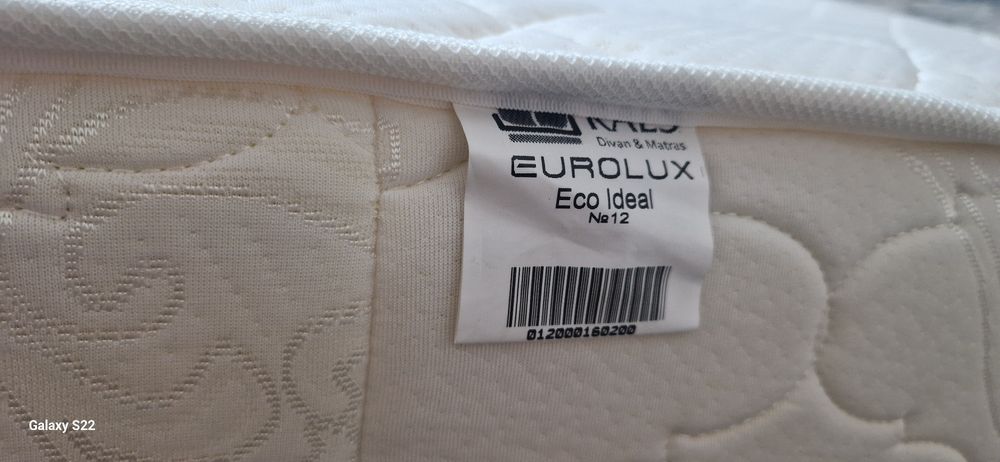 Divan & Matras
EUROLUX
Eco Ideal
№12
012000160200
Galaxy S22